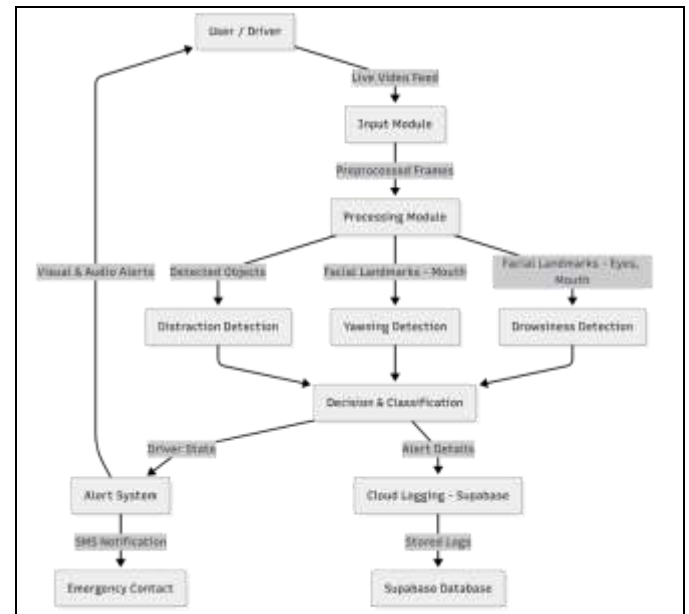 User / Driver
Live Video Feed
Input Module
Preprocessed Frames
Processing Module
Visual & Audio Alerts
Detected Objects
Facial Landmarks - Mouth
Facial Landmarks - Eyes,
Mouth
Distraction Detection
Yawning Detection
Drowsiness Detection
Decision & Classification
Driver State
Alert Details
Alert System
Cloud Logging - Supabase
SMS Notification
Stored Logs
Emergency Contact
Supabase Database